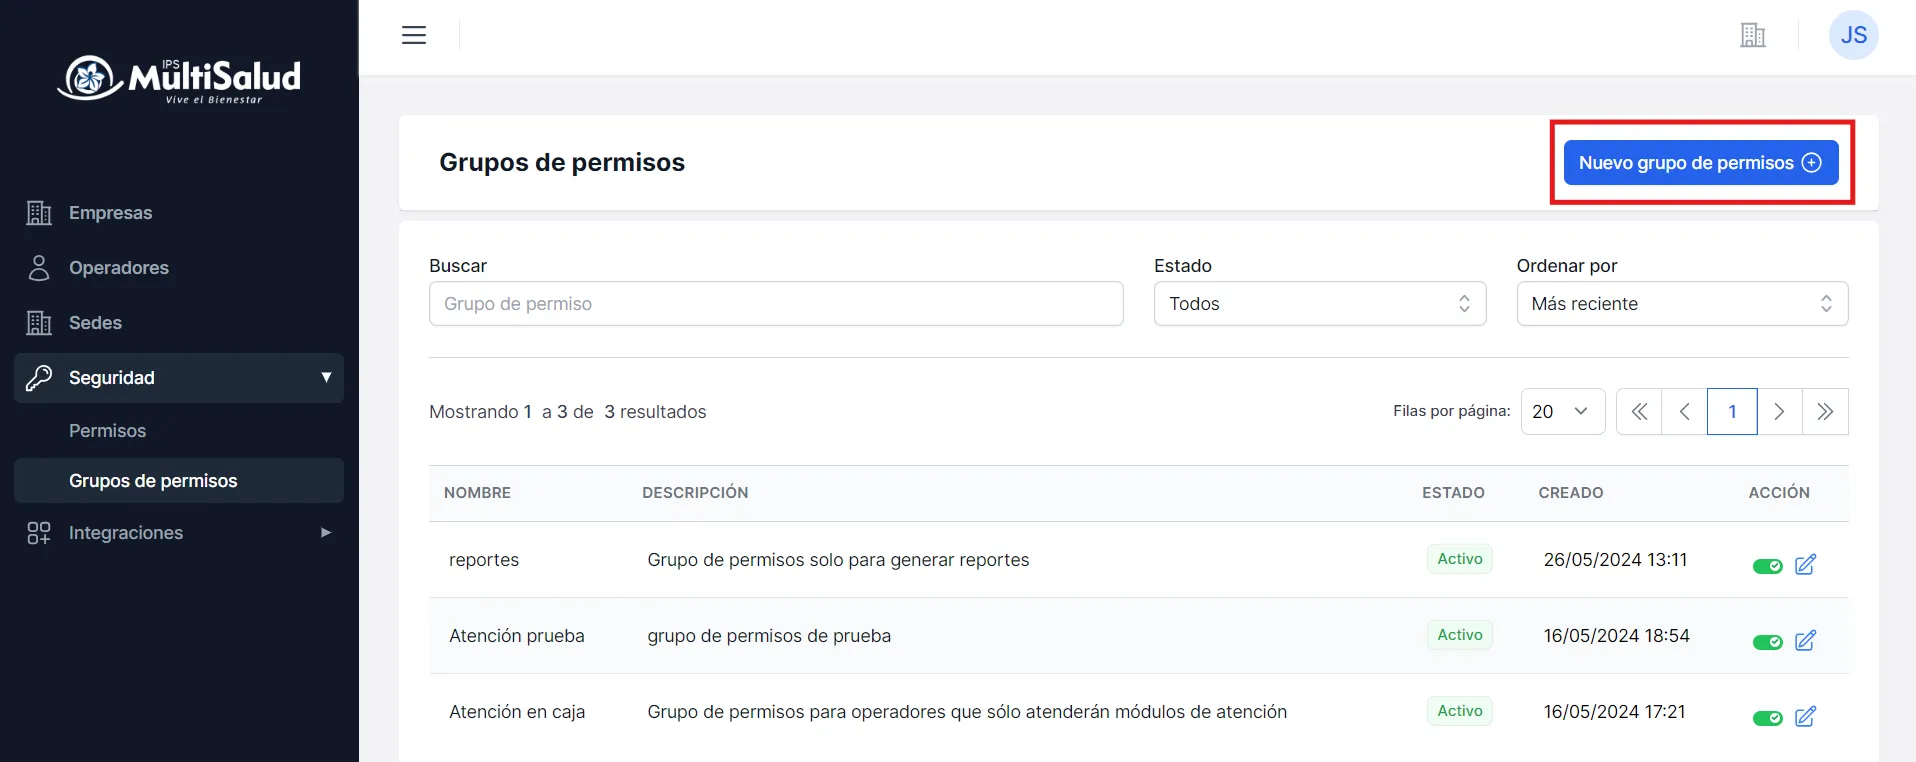 IPS
MultiSalud
Vive el Bienestar
Empresas
Operadores
Sedes
Seguridad
Permisos
Grupos de permisos
Integraciones
JS
Grupos de permisos
Nuevo grupo de permisos
Buscar
Grupo de permiso
Estado
Todos
Ordenar por
Más reciente
Mostrando 1 a 3 de 3 resultados
Filas por página: 20 1
NOMBRE DESCRIPCIÓN ESTADO CREADO ACCIÓN
reportes Grupo de permisos solo para generar reportes Activo 26/05/2024 13:11
Atención prueba grupo de permisos de prueba Activo 16/05/2024 18:54
Atención en caja Grupo de permisos para operadores que sólo atenderán módulos de atención Activo 16/05/2024 17:21